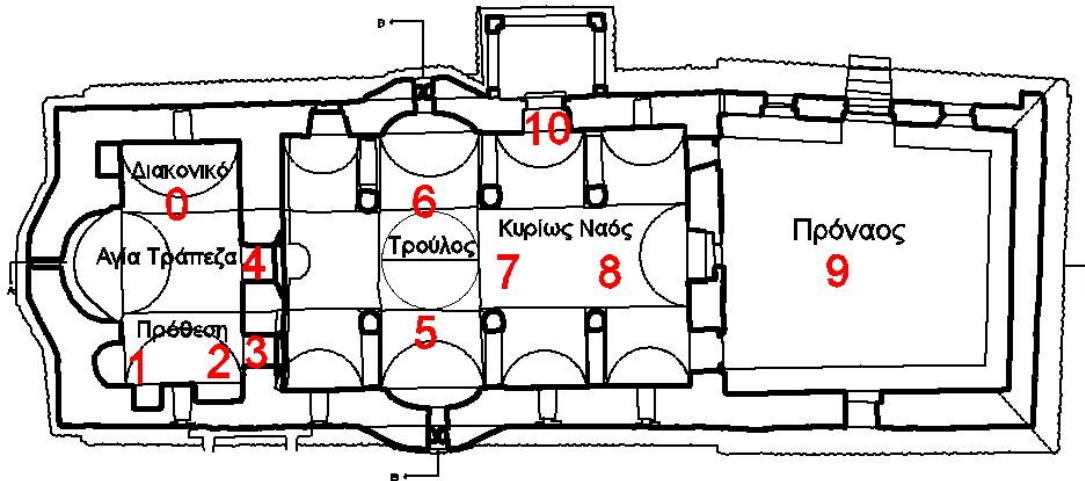 B
10
Διακονικό
0
6
Αγία Τράπεζα
4
Τρούλος
Κυρίως Ναός
7
8
Πρόναος
9
A
Πρόθεση
1
2
3
5
B